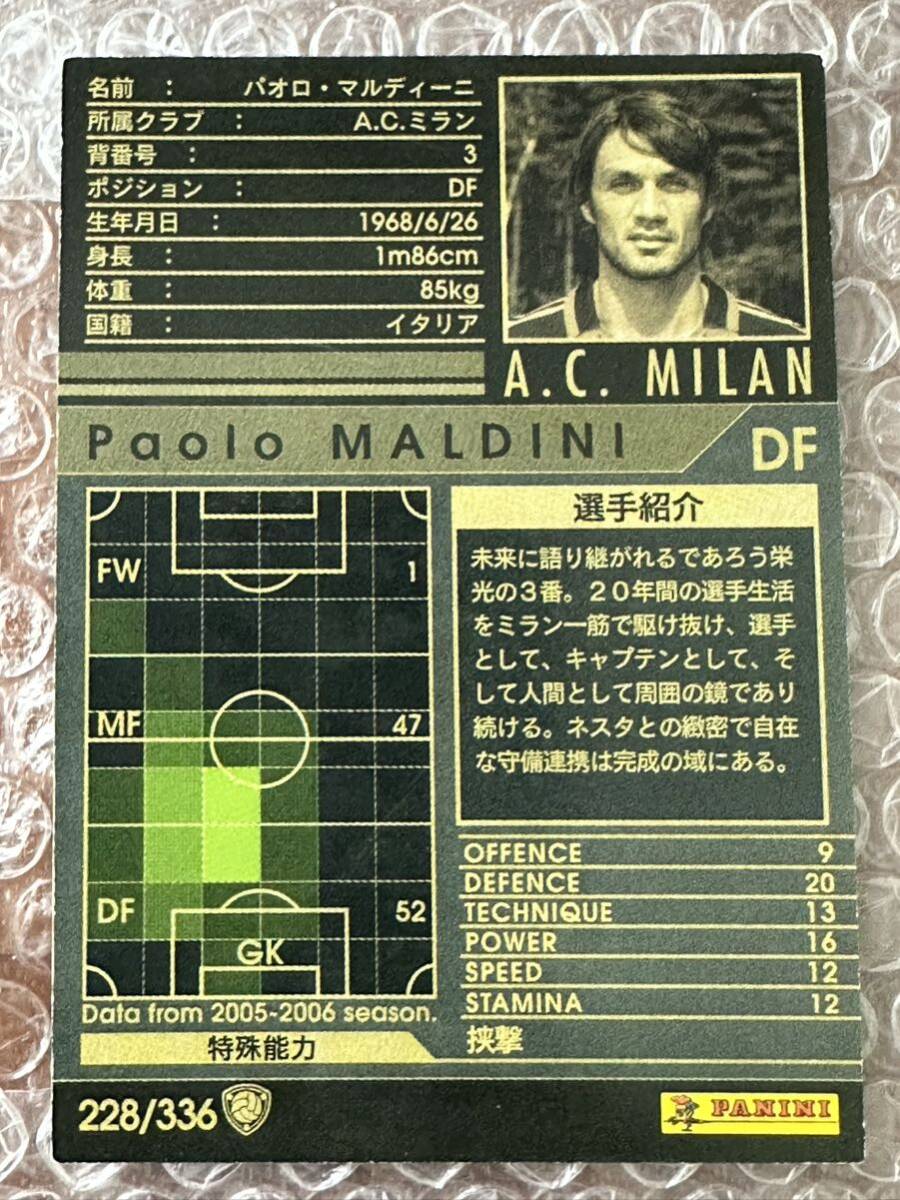 名前 : パオロ・マルディーニ
所属クラブ : A.C.ミラン
背番号 : 3
ポジション : DF
生年月日 : 1968/6/26
身長 : 1m86cm
体重 : 85kg
国籍 : イタリア
A.C. MILAN
Paolo MALDINI DF
FW 1
MF 47
DF 52
GK
Data from 2005~2006 season.
選手紹介
未来に語り継がれるであろう栄
光の3番。20年間の選手生活
をミラン一筋で駆け抜け、選手
として、キャプテンとして、そ
して人間として周囲の鏡であり
続ける。ネスタとの緻密で自在
な守備連携は完成の域にある。
OFFENCE 9
DEFENCE 20
TECHNIQUE 13
POWER 16
SPEED 12
STAMINA 12
特殊能力 挟撃
228/336
PANINI